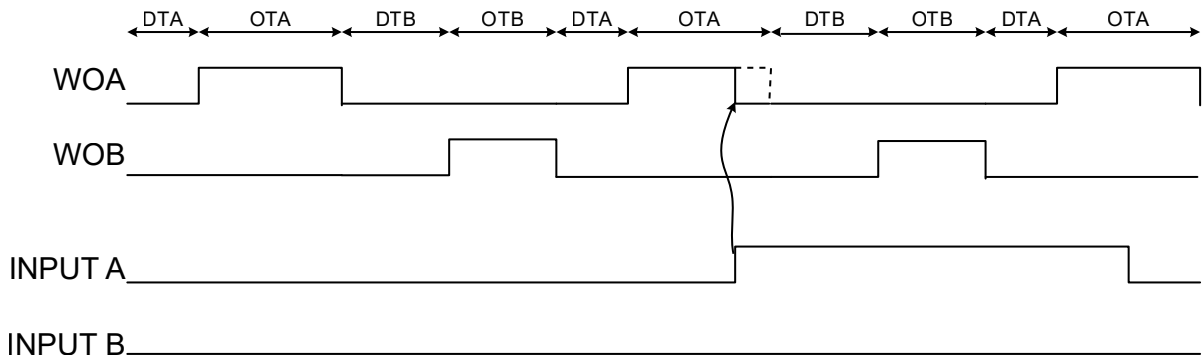 DTA OTA DTB OTB DTA OTA DTB OTB DTA OTA
WOA
WOB
INPUT A
INPUT B